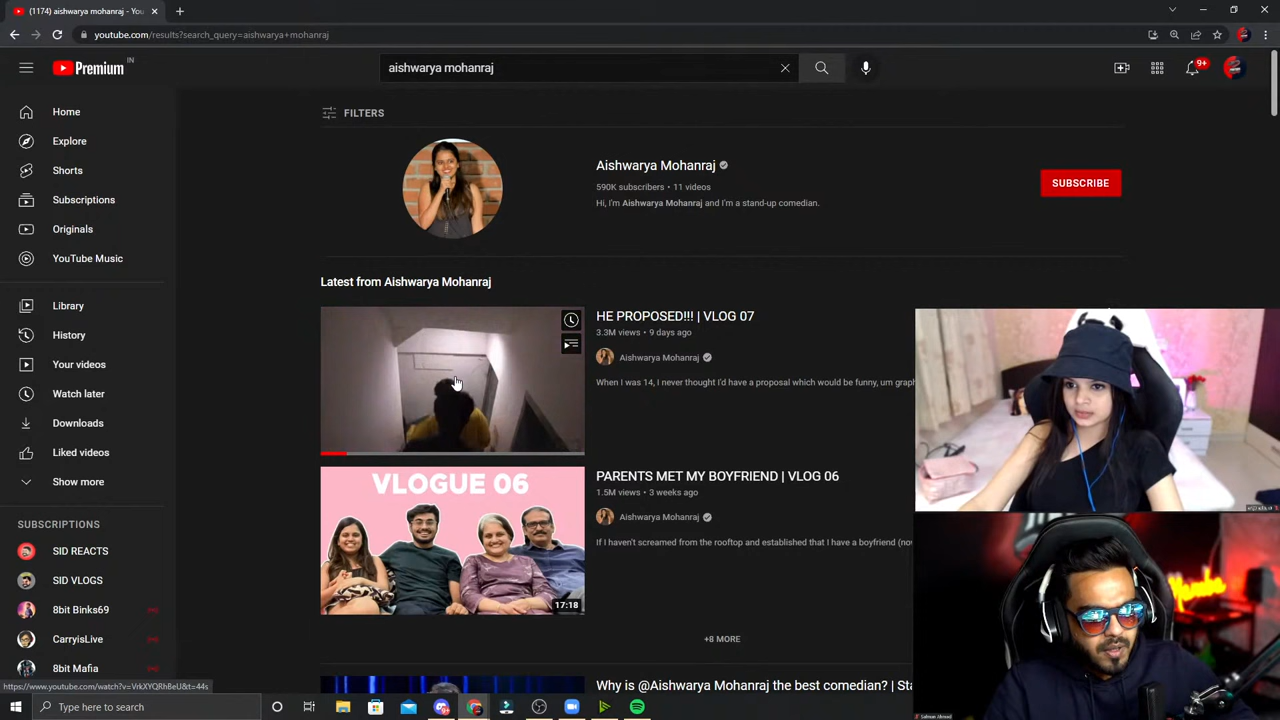 (1174) aishwarya mohanraj - You
youtube.com/results?search_query=aishwarya+mohanraj
Premium IN
aishwarya mohanraj
9+
Home
Explore
Shorts
Subscriptions
Originals
YouTube Music
Library
History
Your videos
Watch later
Downloads
Liked videos
Show more
SUBSCRIPTIONS
SID REACTS
SID VLOGS
8bit Binks69
CarryisLive
8bit Mafia
FILTERS
Aishwarya Mohanraj
590K subscribers • 11 videos
Hi, I'm Aishwarya Mohanraj and I'm a stand-up comedian.
SUBSCRIBE
Latest from Aishwarya Mohanraj
HE PROPOSED!!! | VLOG 07
3.3M views • 9 days ago
Aishwarya Mohanraj
When I was 14, I never thought I'd have a proposal which would be funny, um grap
VLOGUE 06
17:18
PARENTS MET MY BOYFRIEND | VLOG 06
1.5M views • 3 weeks ago
Aishwarya Mohanraj
If I haven't screamed from the rooftop and established that I have a boyfriend (no
+8 MORE
Why is @Aishwarya Mohanraj the best comedian? | Sta
https://www.youtube.com/watch?v=VrkXYQRhBeU&t=44s
Type here to search
Salman Ahmed